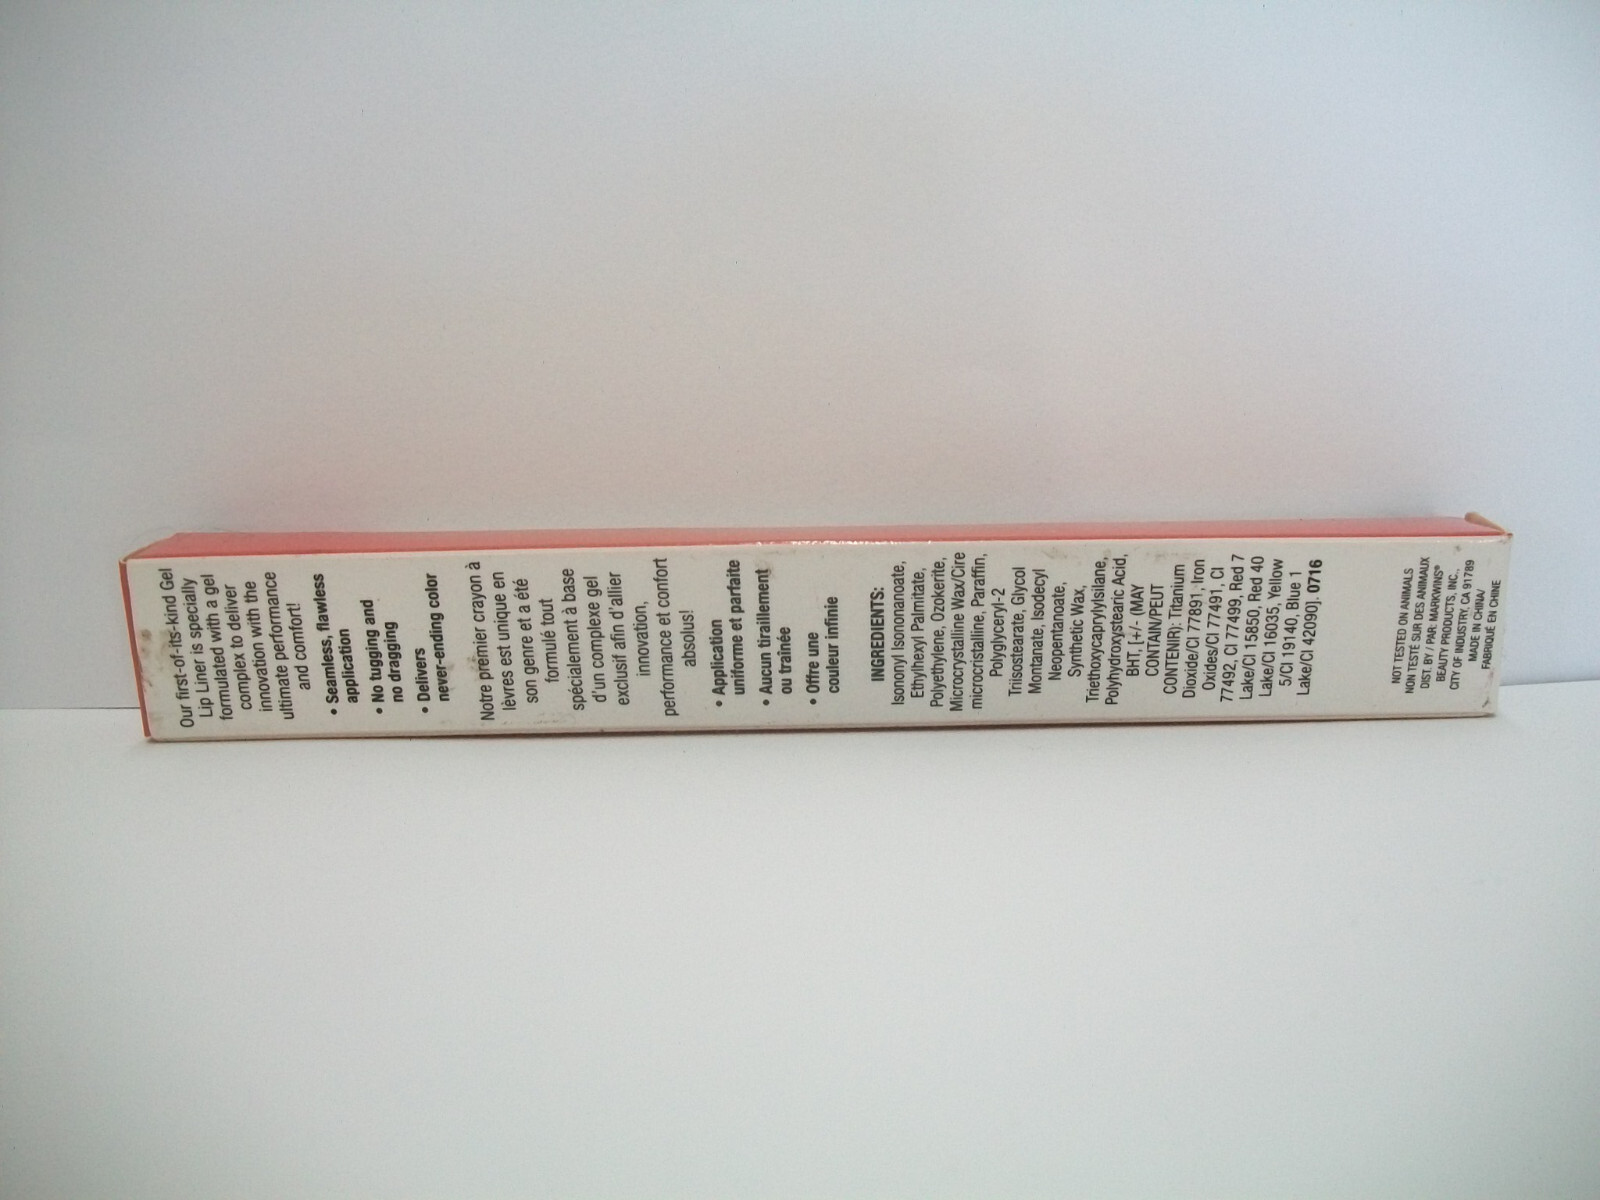 Our first-of-its-kind Gel
Lip Liner is specially
formulated with a gel
complex to deliver
innovation with the
ultimate performance
and comfort!
• Seamless, flawless
application
• No tugging and
no dragging
• Delivers
never-ending color
Notre premier crayon à
lèvres est unique en
son genre et a été
formulé tout
spécialement à base
d'un complexe gel
exclusif afin d'allier
innovation,
performance et confort
absolus!
• Application
uniforme et parfaite
• Aucun tiraillement
ou traînée
• Offre une
couleur infinie
INGREDIENTS:
Isononyl Isononanoate,
Ethylhexyl Palmitate,
Polyethylene, Ozokerite,
Microcrystalline Wax/Cire
microcristalline, Paraffin,
Polyglyceryl-2
Triisostearate, Glycol
Montanate, Isodecyl
Neopentanoate,
Synthetic Wax,
Triethoxycaprylylsilane,
Polyhydroxystearic Acid,
BHT, [+/- (MAY
CONTAIN/PEUT
CONTENIR): Titanium
Dioxide/CI 77891, Iron
Oxides/CI 77491, CI
77492, CI 77499, Red 7
Lake/CI 15850, Red 40
Lake/CI 16035, Yellow
5/CI 19140, Blue 1
Lake/CI 42090]. 0716
NOT TESTED ON ANIMALS
NON TESTÉ SUR DES ANIMAUX
DIST. BY / PAR: MARKWINS®
BEAUTY PRODUCTS, INC.,
CITY OF INDUSTRY, CA 91789
MADE IN CHINA/
FABRIQUÉ EN CHINE